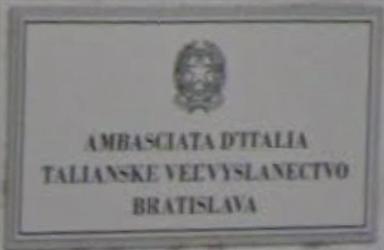 AMBASCIATA D'ITALIA
TALIANSKE VEĽVYSLANECTVO
BRATISLAVA